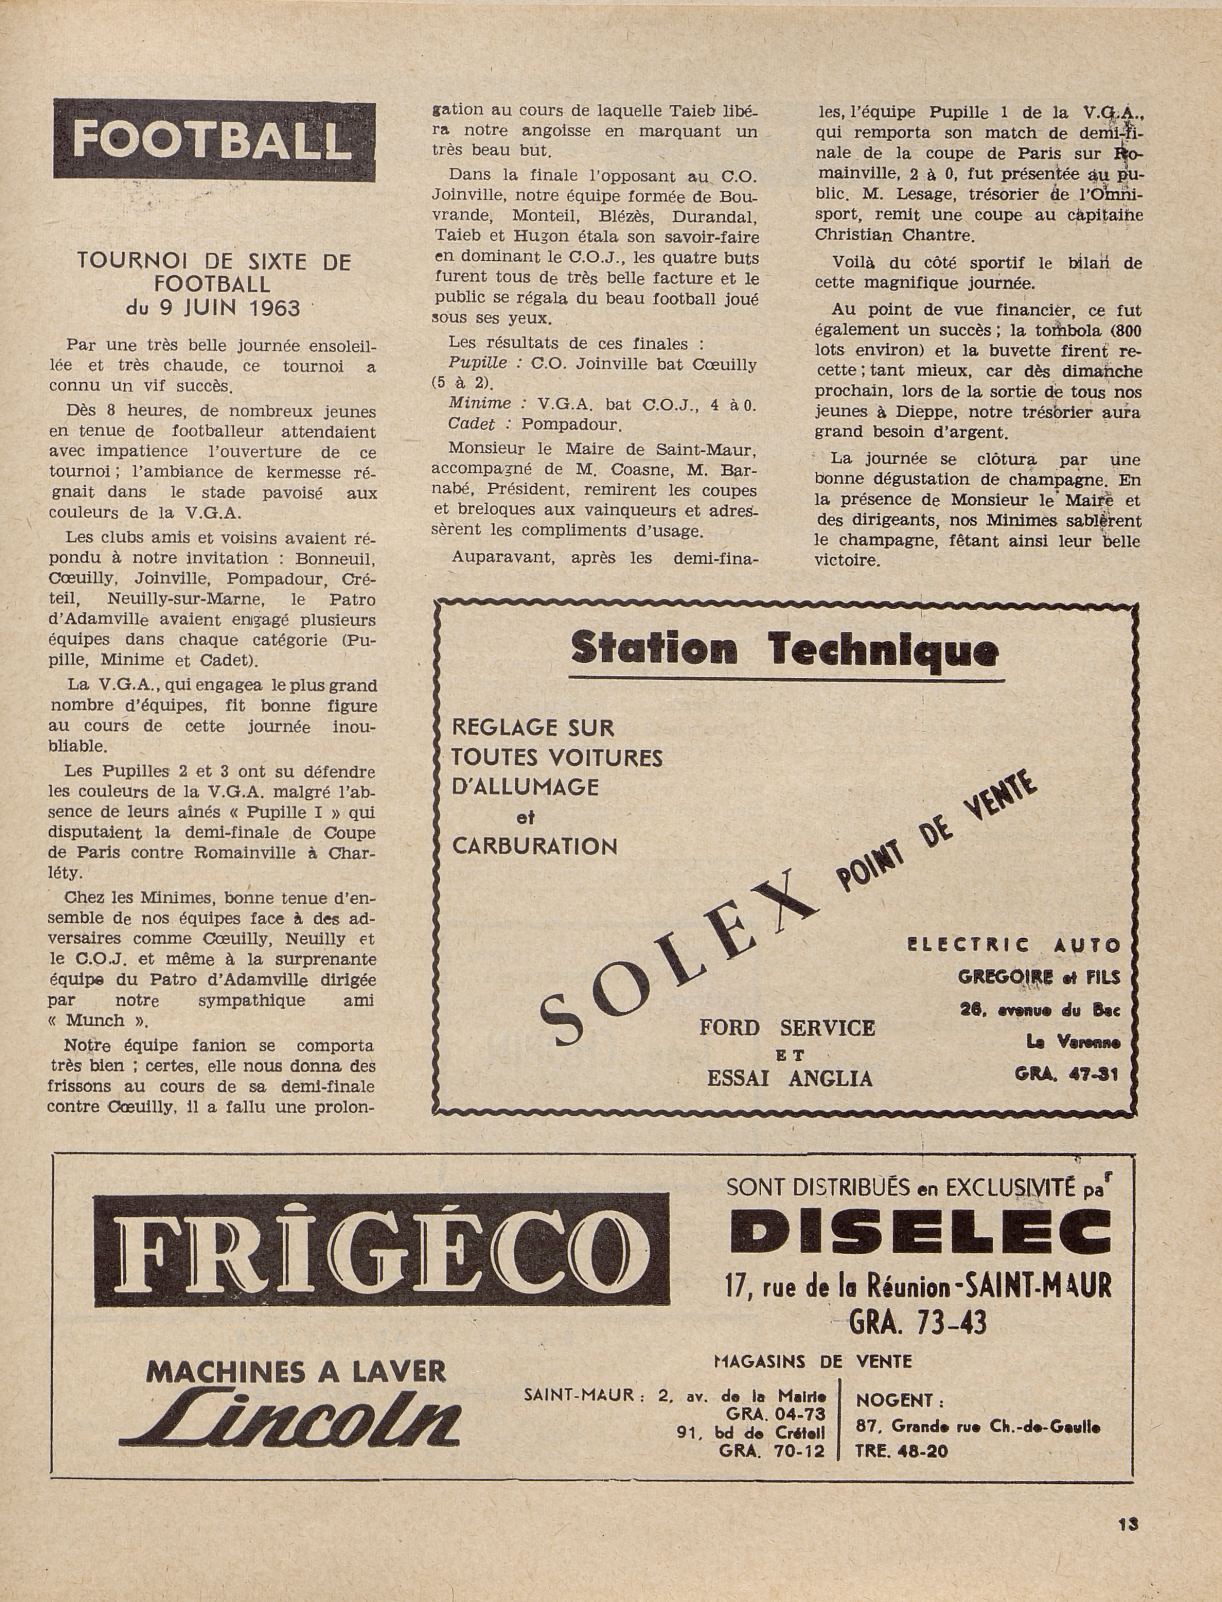 FOOTBALL
TOURNOI DE SIXTE DE
FOOTBALL
du 9 JUIN 1963
Par une très belle journée ensoleil-
lée et très chaude, ce tournoi a
connu un vif succès.
Dès 8 heures, de nombreux jeunes
en tenue de footballeur attendaient
avec impatience l'ouverture de ce
tournoi ; l'ambiance de kermesse ré-
gnait dans le stade pavoisé aux
couleurs de la V.G.A.
Les clubs amis et voisins avaient ré-
pondu à notre invitation : Bonneuil,
Cœuilly, Joinville, Pompadour, Cré-
teil, Neuilly-sur-Marne, le Patro
d'Adamville avaient engagé plusieurs
équipes dans chaque catégorie (Pu-
pille, Minime et Cadet).
La V.G.A., qui engagea le plus grand
nombre d'équipes, fit bonne figure
au cours de cette journée inou-
bliable.
Les Pupilles 2 et 3 ont su défendre
les couleurs de la V.G.A. malgré l'ab-
sence de leurs aînés « Pupille I » qui
disputaient la demi-finale de Coupe
de Paris contre Romainville à Char-
léty.
Chez les Minimes, bonne tenue d'en-
semble de nos équipes face à des ad-
versaires comme Cœuilly, Neuilly et
le C.O.J. et même à la surprenante
équipe du Patro d'Adamville dirigée
par notre sympathique ami
« Munch ».
Notre équipe fanion se comporta
très bien ; certes, elle nous donna des
frissons au cours de sa demi-finale
contre Cœuilly, il a fallu une prolon-
gation au cours de laquelle Taieb libé-
ra notre angoisse en marquant un
très beau but.
Dans la finale l'opposant au C.O.
Joinville, notre équipe formée de Bou-
vrande, Monteil, Blézès, Durandal,
Taieb et Hugon étala son savoir-faire
en dominant le C.O.J., les quatre buts
furent tous de très belle facture et le
public se régala du beau football joué
sous ses yeux.
Les résultats de ces finales :
Pupille : C.O. Joinville bat Cœuilly
(5 à 2).
Minime : V.G.A. bat C.O.J., 4 à 0.
Cadet : Pompadour.
Monsieur le Maire de Saint-Maur,
accompagné de M. Coasne, M. Bar-
nabé, Président, remirent les coupes
et breloques aux vainqueurs et adres-
sèrent les compliments d'usage.
Auparavant, après les demi-fina-
les, l'équipe Pupille 1 de la V.G.A.,
qui remporta son match de demi-fi-
nale de la coupe de Paris sur Ro-
mainville, 2 à 0, fut présentée au pu-
blic. M. Lesage, trésorier de l'Omni-
sport, remit une coupe au capitaine
Christian Chantre.
Voilà du côté sportif le bilan de
cette magnifique journée.
Au point de vue financier, ce fut
également un succès ; la tombola (800
lots environ) et la buvette firent re-
cette ; tant mieux, car dès dimanche
prochain, lors de la sortie de tous nos
jeunes à Dieppe, notre trésorier aura
grand besoin d'argent.
La journée se clôtura par une
bonne dégustation de champagne. En
la présence de Monsieur le Maire et
des dirigeants, nos Minimes sablèrent
le champagne, fêtant ainsi leur belle
victoire.
Station Technique
REGLAGE SUR
TOUTES VOITURES
D'ALLUMAGE
et
CARBURATION
SOLEX POINT DE VENTE
ELECTRIC AUTO
GREGOIRE et FILS
26, avenue du Bac
La Varenne
GRA. 47-31
FORD SERVICE
ET
ESSAI ANGLIA
FRIGÉCO
MACHINES A LAVER
Lincoln
SONT DISTRIBUÉS en EXCLUSIVITÉ par
DISELEC
17, rue de la Réunion - SAINT-MAUR
GRA. 73-43
MAGASINS DE VENTE
SAINT-MAUR : 2, av. de la Mairie
GRA. 04-73
91, bd de Créteil
GRA. 70-12
NOGENT :
87, Grande rue Ch.-de-Gaulle
TRE. 48-20
13